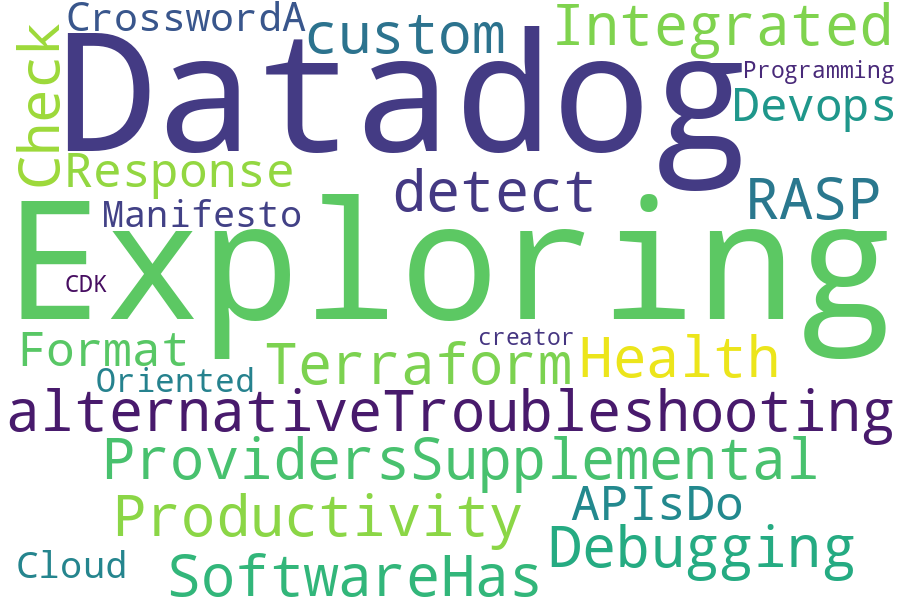 CrosswordA
custom
Integrated
Check
Datadog
Programming
Devops
Response
detect
RASP
Manifesto
Exploring
CDK
Format
creator
Terraform
Health
Oriented
alternativeTroubleshooting
ProvidersSupplemental
Productivity
APIsDo
Debugging
Cloud
SoftwareHas